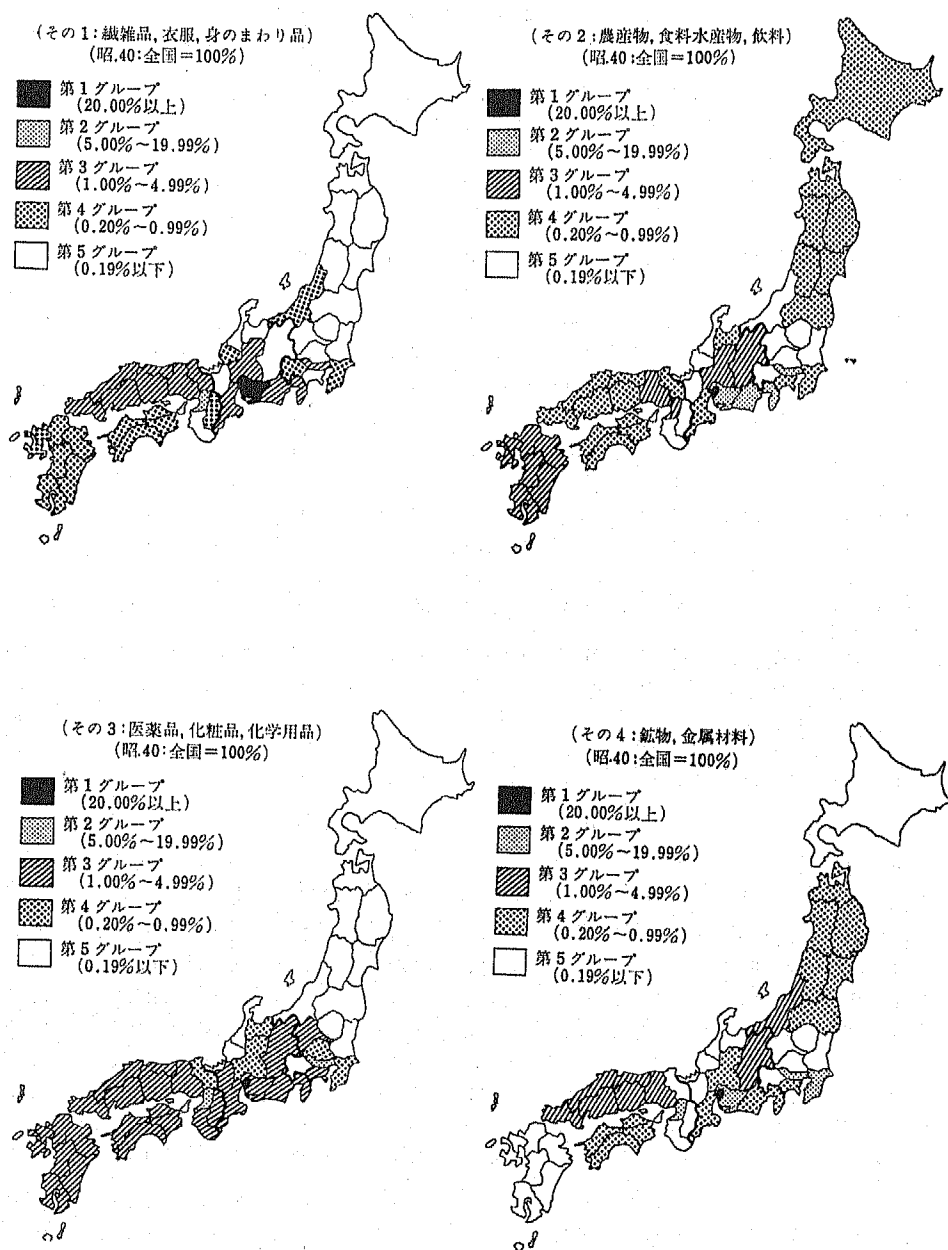 (その1:繊雑品,衣服,身のまわり品)
(昭.40:全国=100%)
第1グループ
(20.00%以上)
第2グループ
(5.00%~19.99%)
第3グループ
(1.00%~4.99%)
第4グループ
(0.20%~0.99%)
第5グループ
(0.19%以下)
(その2:農産物,食料水産物,飲料)
(昭.40:全国=100%)
第1グループ
(20.00%以上)
第2グループ
(5.00%~19.99%)
第3グループ
(1.00%~4.99%)
第4グループ
(0.20%~0.99%)
第5グループ
(0.19%以下)
(その3:医薬品,化粧品,化学用品)
(昭.40:全国=100%)
第1グループ
(20.00%以上)
第2グループ
(5.00%~19.99%)
第3グループ
(1.00%~4.99%)
第4グループ
(0.20%~0.99%)
第5グループ
(0.19%以下)
(その4:鉱物,金属材料)
(昭.40:全国=100%)
第1グループ
(20.00%以上)
第2グループ
(5.00%~19.99%)
第3グループ
(1.00%~4.99%)
第4グループ
(0.20%~0.99%)
第5グループ
(0.19%以下)